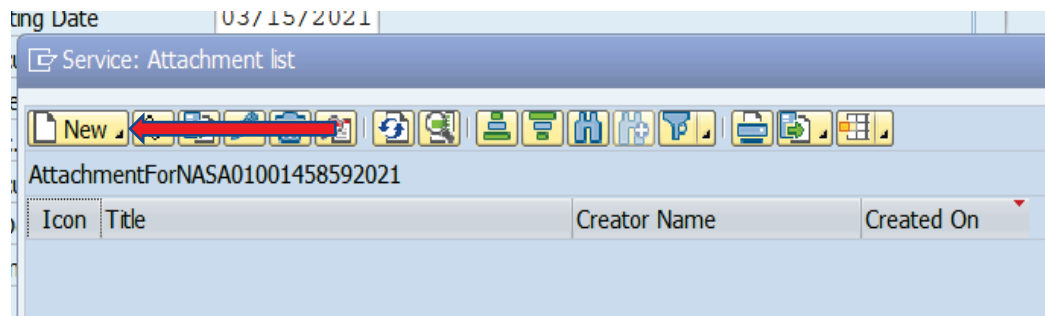 ting Date 03/15/2021
Service: Attachment list
New
AttachmentForNASA01001458592021
Icon Title Creator Name Created On